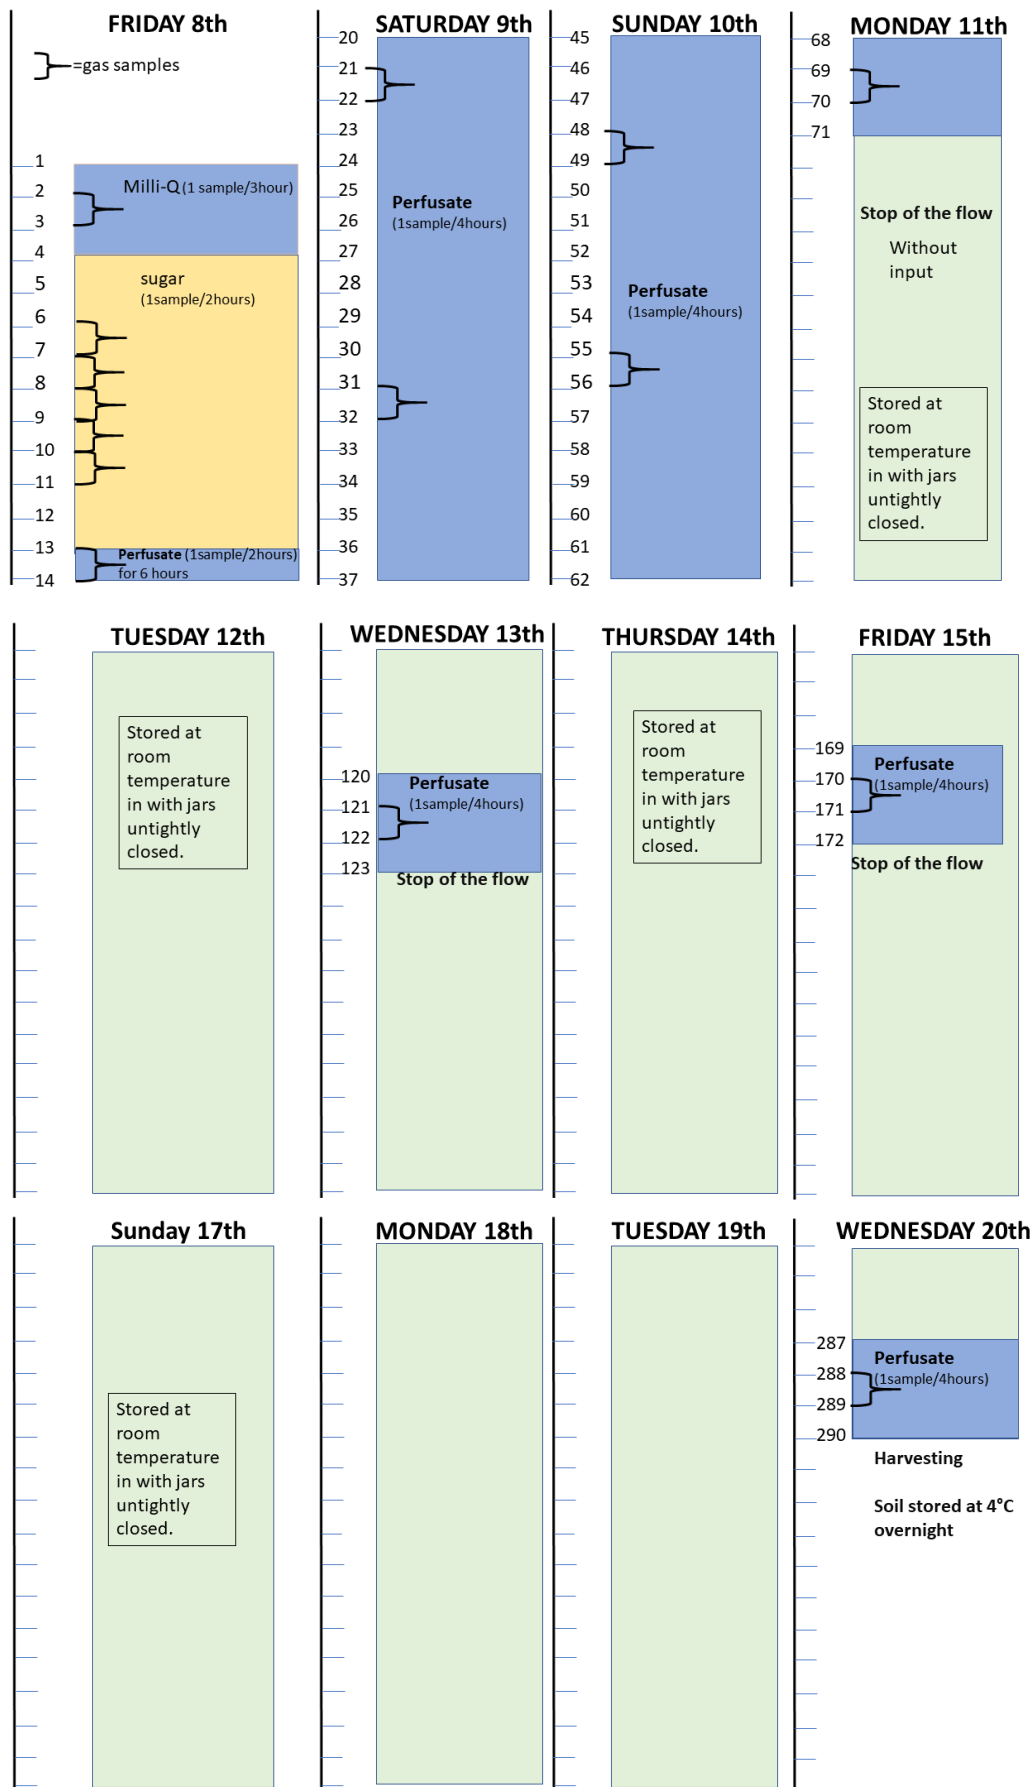 FRIDAY 8th
=gas samples
1
2
3
4
5
6
7
8
9
10
11
12
13
14
Milli-Q (1 sample/3hour)
sugar
(1sample/2hours)
Perfusate (1sample/2hours)
for 6 hours
SATURDAY 9th
20
21
22
23
24
25
26
27
28
29
30
31
32
33
34
35
36
37
Perfusate
(1sample/4hours)
SUNDAY 10th
45
46
47
48
49
50
51
52
53
54
55
56
57
58
59
60
61
62
Perfusate
(1sample/4hours)
MONDAY 11th
68
69
70
71
Stop of the flow
Without
input
Stored at
room
temperature
in with jars
untightly
closed.
TUESDAY 12th
Stored at
room
temperature
in with jars
untightly
closed.
WEDNESDAY 13th
120
121
122
123
Perfusate
(1sample/4hours)
Stop of the flow
THURSDAY 14th
Stored at
room
temperature
in with jars
untightly
closed.
FRIDAY 15th
169
170
171
172
Perfusate
(1sample/4hours)
Stop of the flow
Sunday 17th
Stored at
room
temperature
in with jars
untightly
closed.
MONDAY 18th
TUESDAY 19th
WEDNESDAY 20th
287
288
289
290
Perfusate
(1sample/4hours)
Harvesting
Soil stored at 4°C
overnight